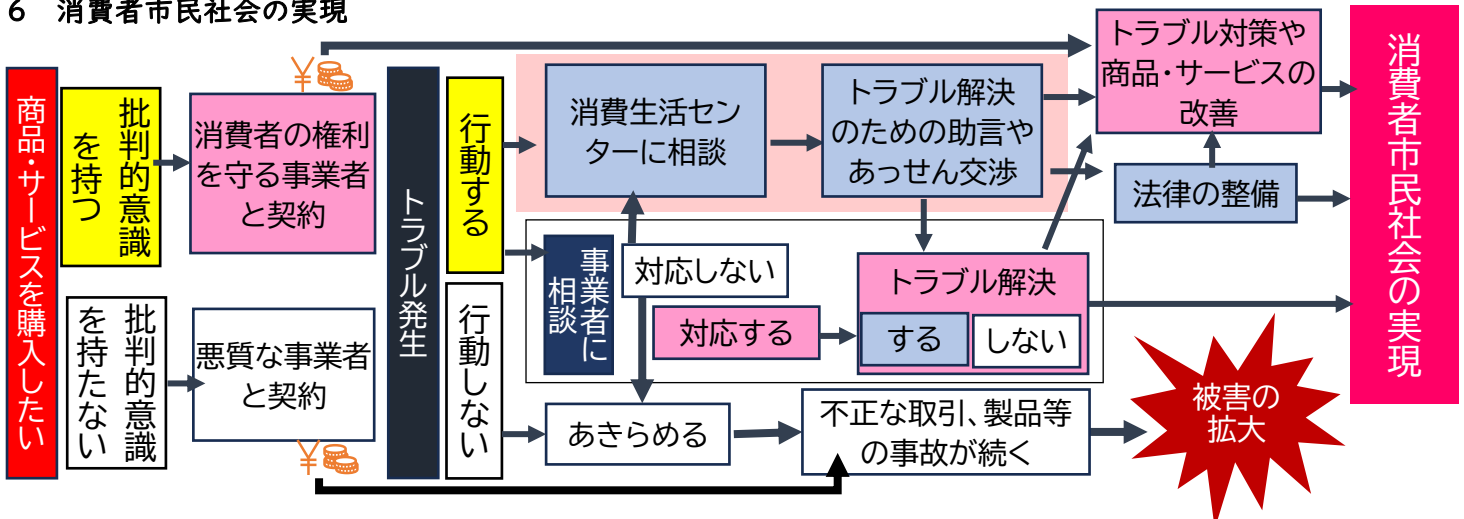 6 消費者市民社会の実現
商品・サービスを購入したい
批判的意識
を持つ
消費者の権利
を守る事業者
と契約
批判的意識
を持たない
悪質な事業者
と契約
トラブル発生
行動する
行動しない
消費生活セン
ターに相談
トラブル解決
のための助言や
あっせん交渉
事業者に
相談
対応しない
対応する
トラブル解決
する
しない
あきらめる
不正な取引、製品等
の事故が続く
トラブル対策や
商品・サービスの
改善
法律の整備
被害の
拡大
消費者市民社会の実現